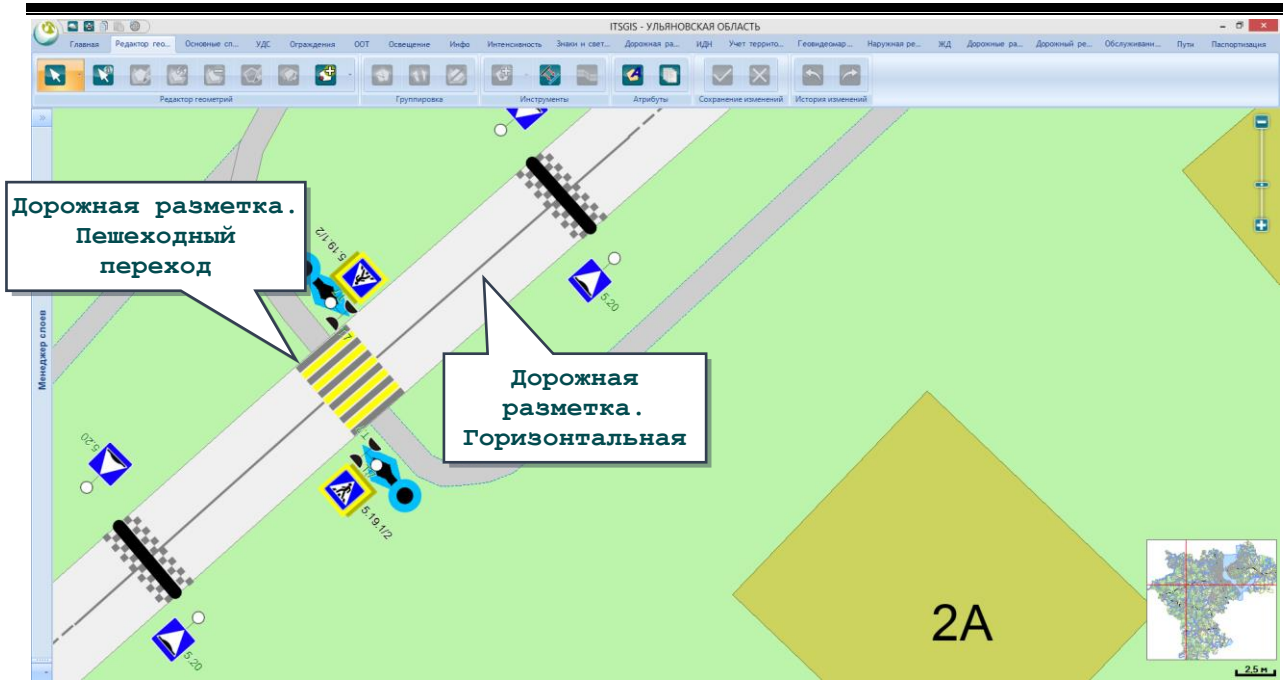 ITSGIS - УЛЬЯНОВСКАЯ ОБЛАСТЬ
Главная Редактор гео... Основные сл... УДС Ограждения ООТ Освещение Инфо Интенсивность Знаки и свет... Дорожная ра... ИДН Учет террито... Геовидеомар... Наружная ре... ЖД Дорожные ра... Дорожный ре... Обслуживани... Пути Паспортизация
Редактор геометрий Группировка Инструменты Атрибуты Сохранение изменений История изменений
Менеджер слоев
Дорожная разметка.
Пешеходный
переход
5.19.1/2
5.20
Дорожная
разметка.
Горизонтальная
5.20
5.19.1/2
5.20
2А
2,5 м